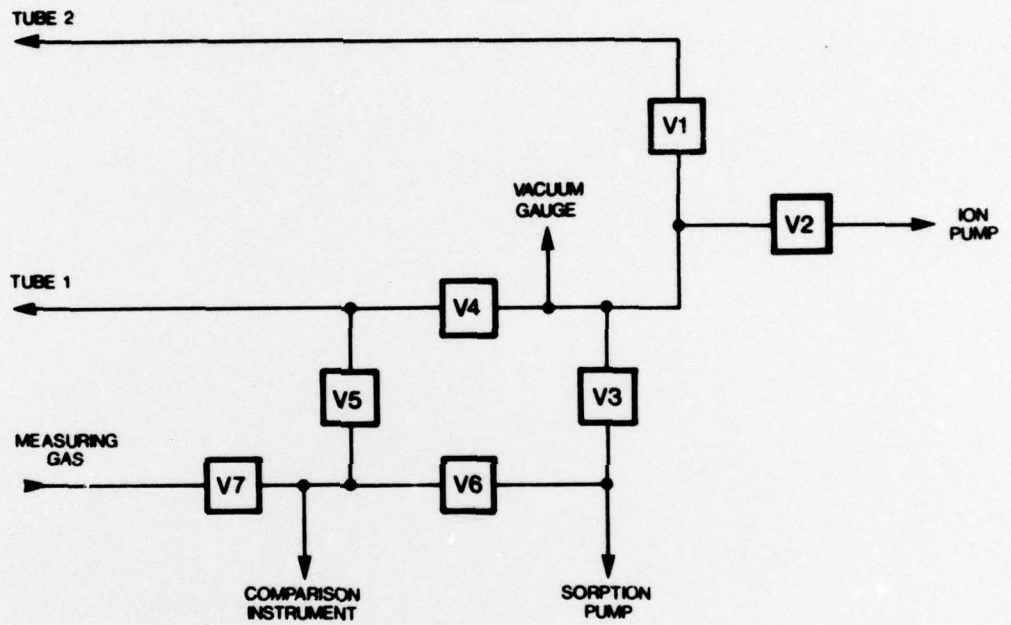 TUBE 2
V1
VACUUM
GAUGE
V2
ION
PUMP
TUBE 1
V4
V5
V3
MEASURING
GAS
V7
V6
COMPARISON
INSTRUMENT
SORPTION
PUMP